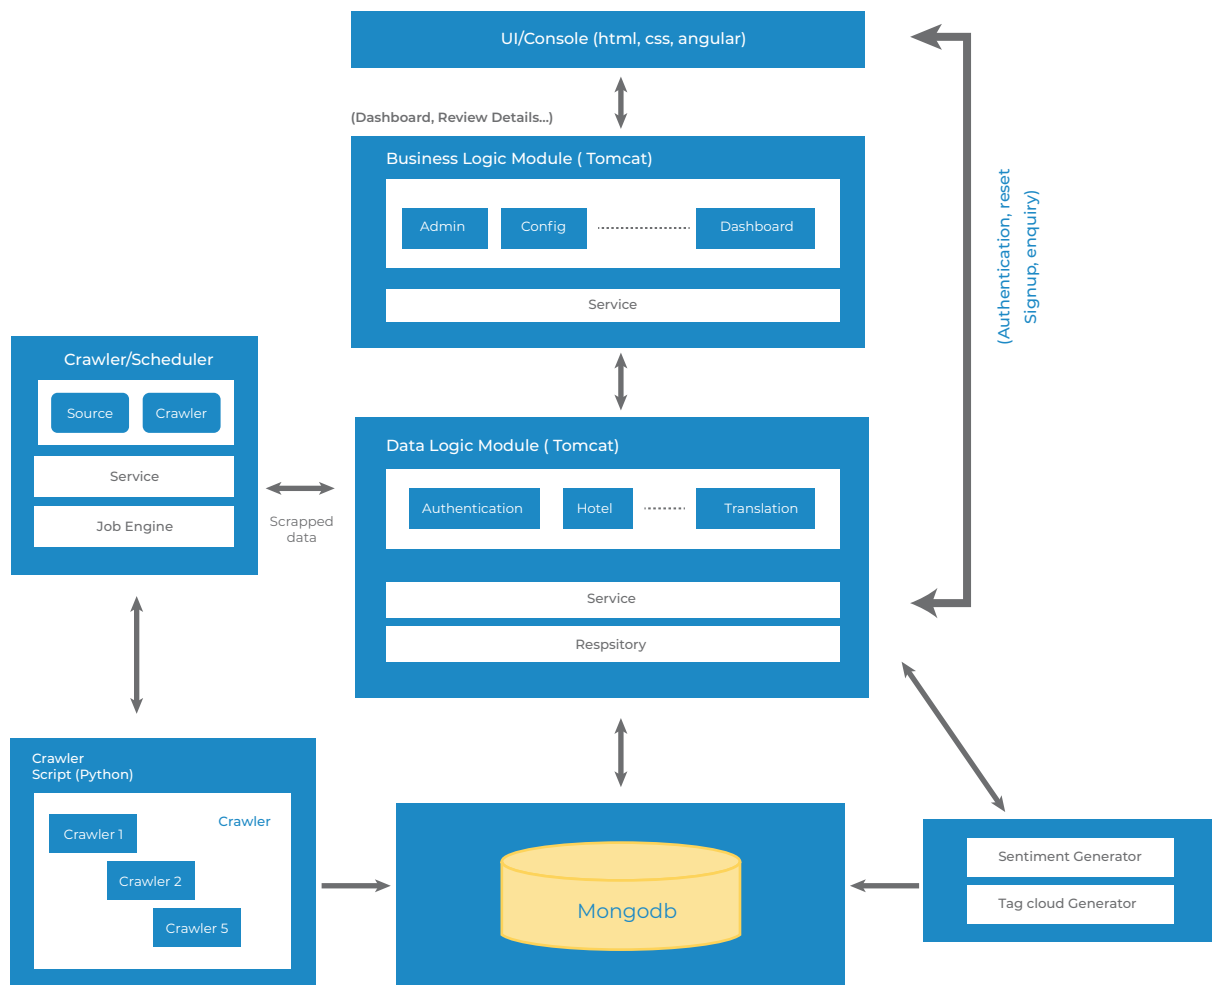 UI/Console (html, css, angular)
(Dashboard, Review Details...)
Business Logic Module ( Tomcat)
Admin
Config
Dashboard
Service
(Authentication, reset
Signup, enquiry)
Crawler/Scheduler
Source
Crawler
Service
Job Engine
Scrapped
data
Data Logic Module ( Tomcat)
Authentication
Hotel
Translation
Service
Respsitory
Crawler
Script (Python)
Crawler
Crawler 1
Crawler 2
Crawler 5
Mongodb
Sentiment Generator
Tag cloud Generator